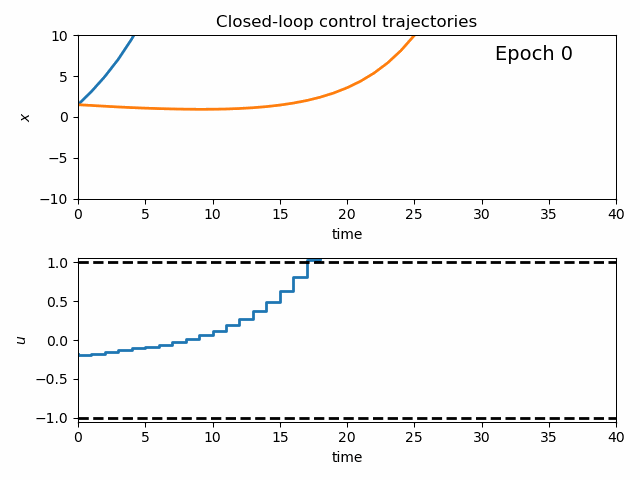 Closed-loop control trajectories
Epoch 0
10
5
0
−5
−10
x
0 5 10 15 20 25 30 35 40
time
1.0
0.5
0.0
−0.5
−1.0
u
0 5 10 15 20 25 30 35 40
time